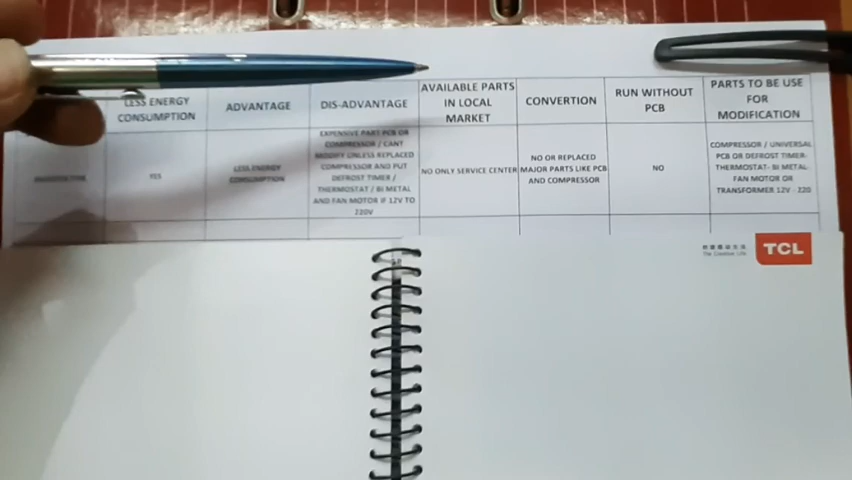 LESS ENERGY
CONSUMPTION
ADVANTAGE
DIS-ADVANTAGE
AVAILABLE PARTS
IN LOCAL
MARKET
CONVERTION
RUN WITHOUT
PCB
PARTS TO BE USE
FOR
MODIFICATION
YES
LESS ENERGY
CONSUMPTION
EXPENSIVE PART PCB OR
COMPRESSOR / CANT
MODIFY UNLESS REPLACED
COMPRESSOR AND PUT
DEFROST TIMER /
THERMOSTAT / BI METAL
AND FAN MOTOR IF 12V TO
220V
NO ONLY SERVICE CENTER
NO OR REPLACED
MAJOR PARTS LIKE PCB
AND COMPRESSOR
NO
COMPRESSOR / UNIVERSAL
PCB OR DEFROST TIMER-
THERMOSTAT- BI METAL-
FAN MOTOR OR
TRANSFORMER 12V - 220
The Creative Life
TCL